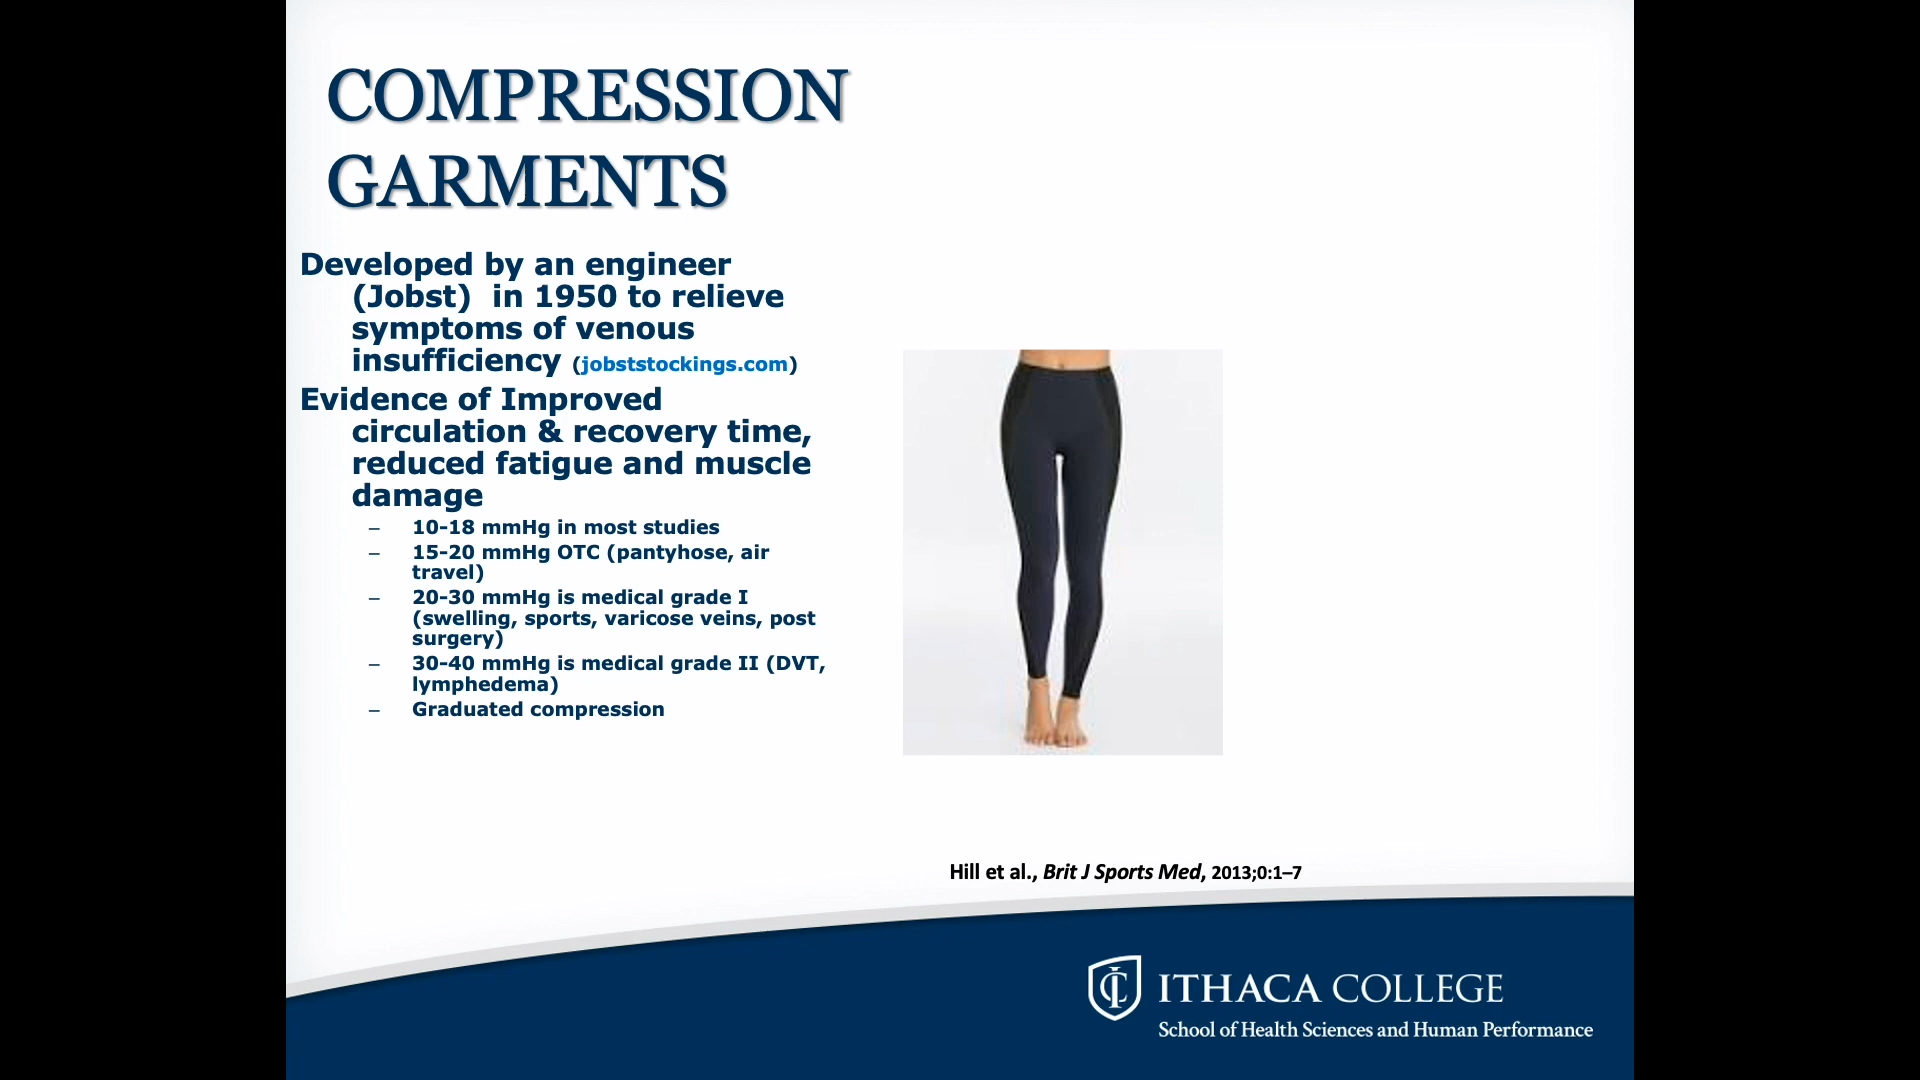 COMPRESSION
GARMENTS
Developed by an engineer
(Jobst)  in 1950 to relieve
symptoms of venous
insufficiency (jobststockings.com)
Evidence of Improved
circulation & recovery time,
reduced fatigue and muscle
damage
– 10-18 mmHg in most studies
– 15-20 mmHg OTC (pantyhose, air
travel)
– 20-30 mmHg is medical grade I
(swelling, sports, varicose veins, post
surgery)
– 30-40 mmHg is medical grade II (DVT,
lymphedema)
– Graduated compression
Hill et al., Brit J Sports Med, 2013;0:1–7
IC
ITHACA COLLEGE
School of Health Sciences and Human Performance